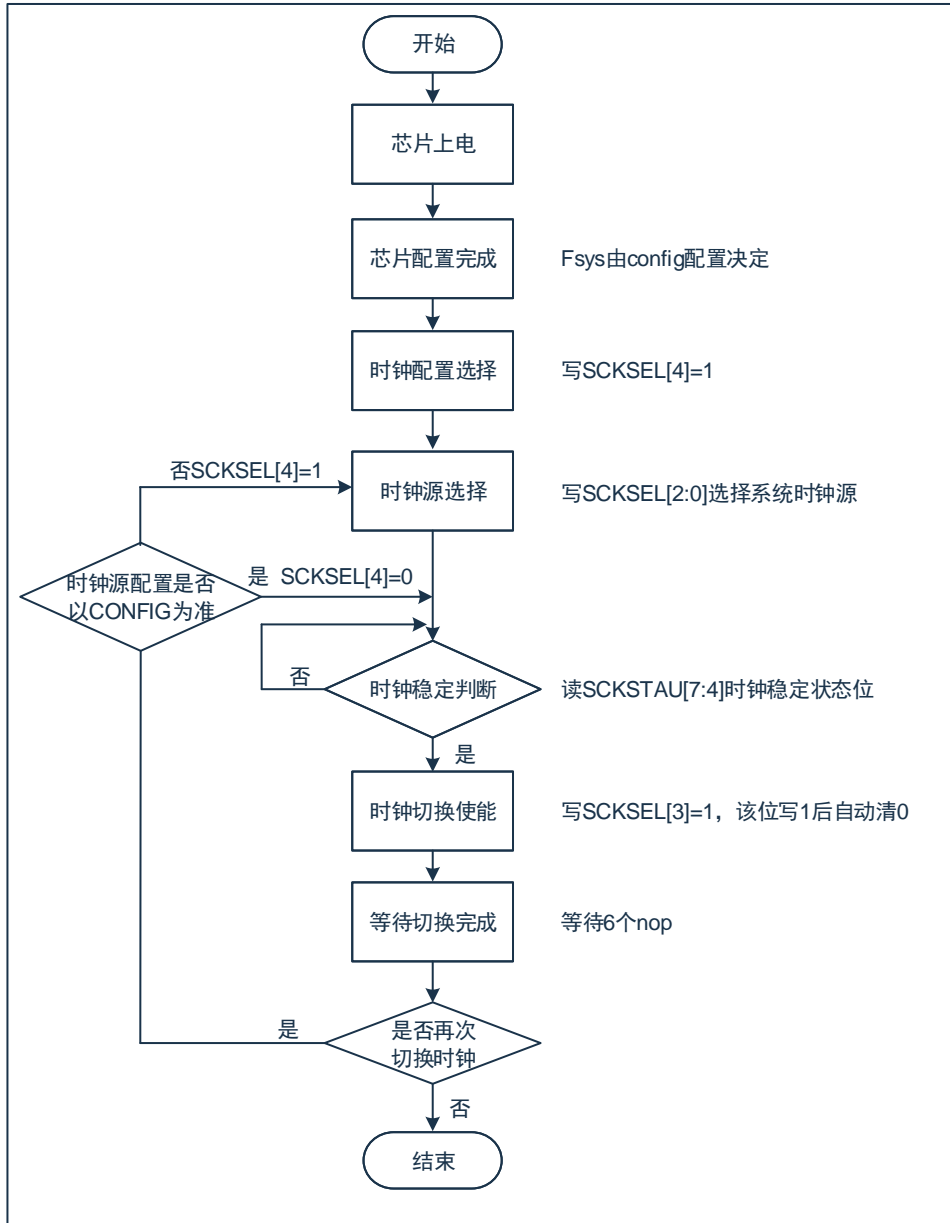 开始
芯片上电
芯片配置完成
Fsys由config配置决定
时钟配置选择
写SCKSEL[4]=1
否SCKSEL[4]=1
时钟源选择
写SCKSEL[2:0]选择系统时钟源
时钟源配置是否
以CONFIG为准
是 SCKSEL[4]=0
否
时钟稳定判断
读SCKSTAU[7:4]时钟稳定状态位
是
时钟切换使能
写SCKSEL[3]=1，该位写1后自动清0
等待切换完成
等待6个nop
是
是否再次
切换时钟
否
结束